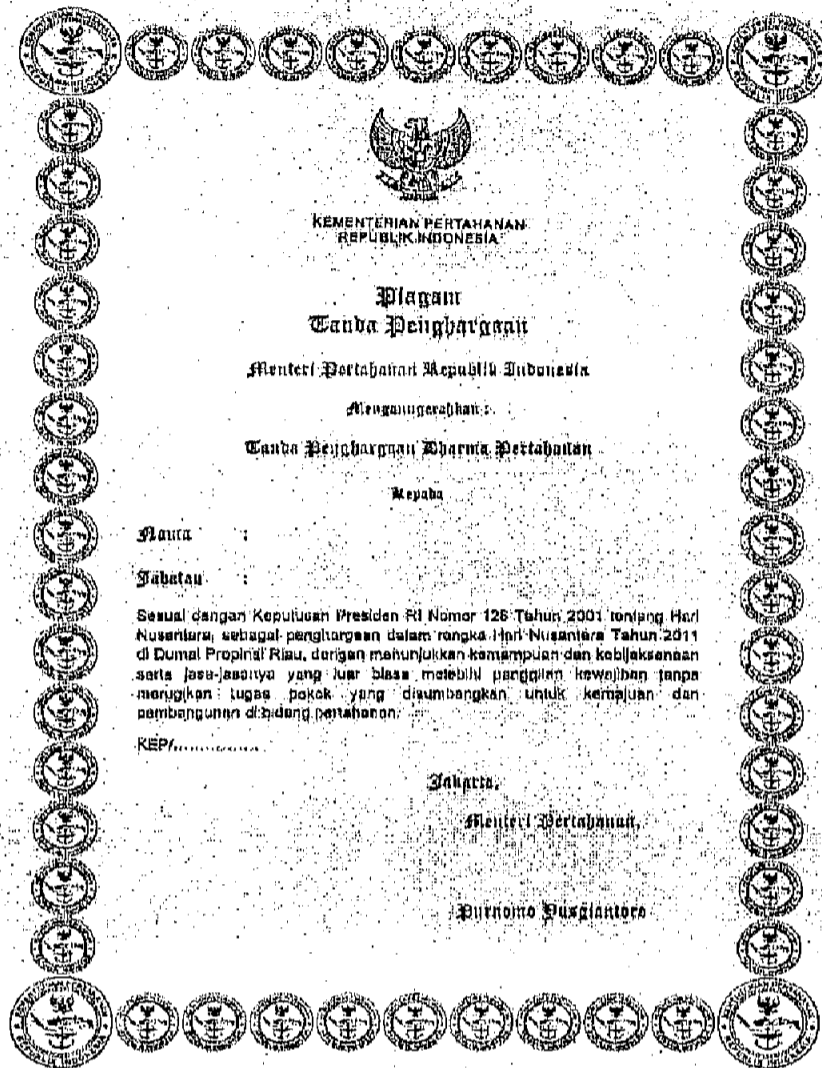 KEMENTERIAN PERTAHANAN
REPUBLIK INDONESIA
Piagam
Tanda Penghargaan
Menteri Pertahanan Republik Indonesia
Menganugerahkan :
Tanda Penghargaan Dharma Pertahanan
Kepada
Nama :
Jabatan :
Sesuai dengan Keputusan Presiden RI Nomor 126 Tahun 2001 tentang Hari
Nusantara, sebagai penghargaan dalam rangka Hari Nusantara Tahun 2011
di Dumai Propinsi Riau, dengan menunjukkan kemampuan dan kebijaksanaan
serta jasa-jasanya yang luar biasa melebihi panggilan kewajiban tanpa
merugikan tugas pokok yang disumbangkan untuk kemajuan dan
pembangunan di bidang pertahanan.
KEP/................
Jakarta,
Menteri Pertahanan,
Purnomo Yusgiantoro